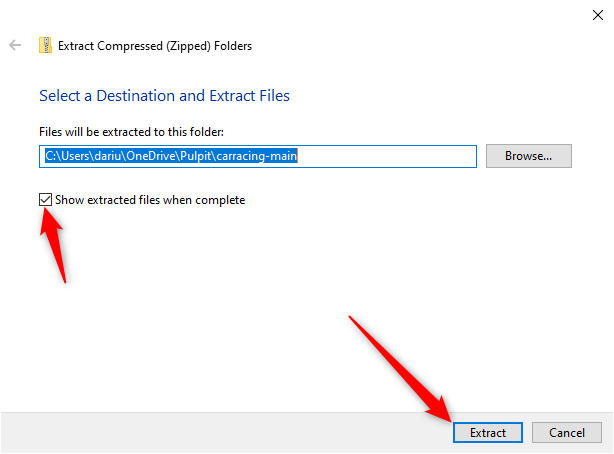 Extract Compressed (Zipped) Folders
Select a Destination and Extract Files
Files will be extracted to this folder:
C:\Users\dariu\OneDrive\Pulpit\carracing-main
Browse...
Show extracted files when complete
Extract
Cancel